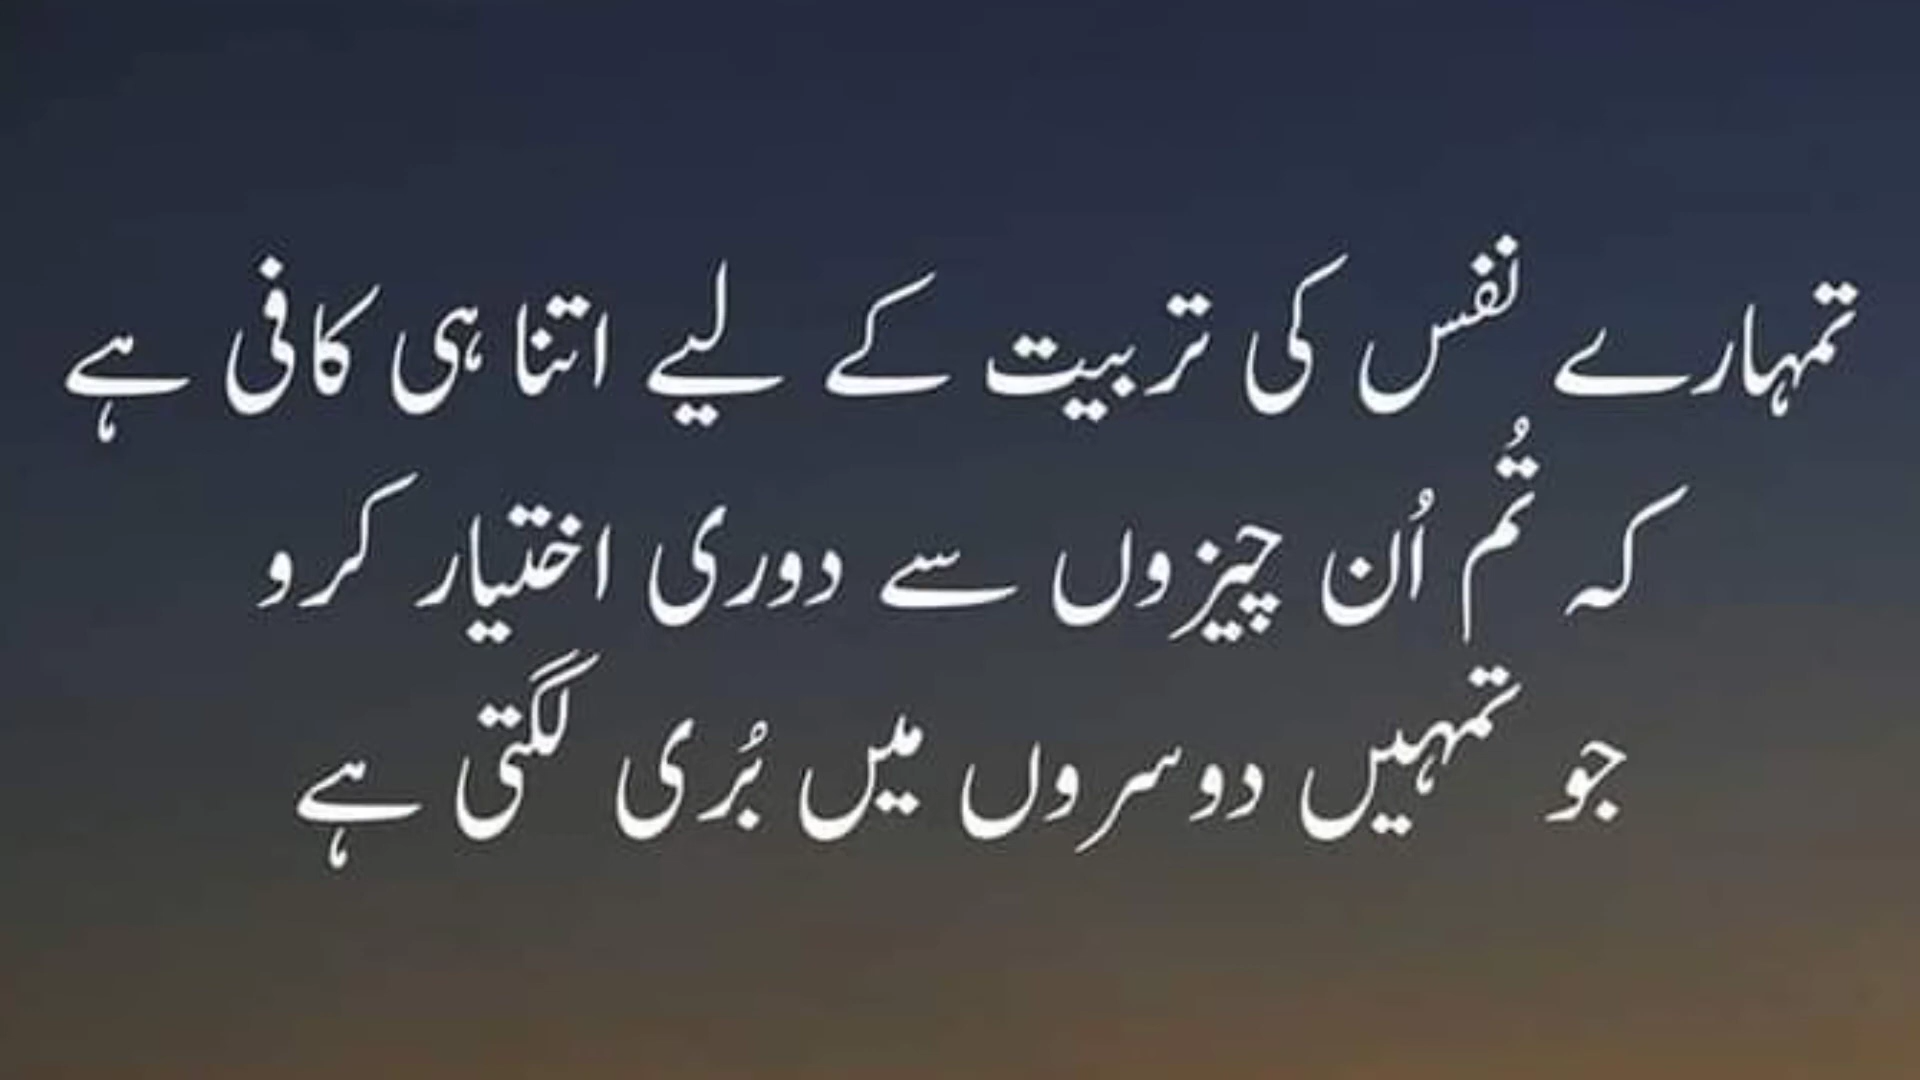 تمہارے نفس کی تربیت کے لیے اتنا ہی کافی ہے
کہ تُم اُن چیزوں سے دوری اختیار کرو
جو تمہیں دوسروں میں بُری لگتی ہے